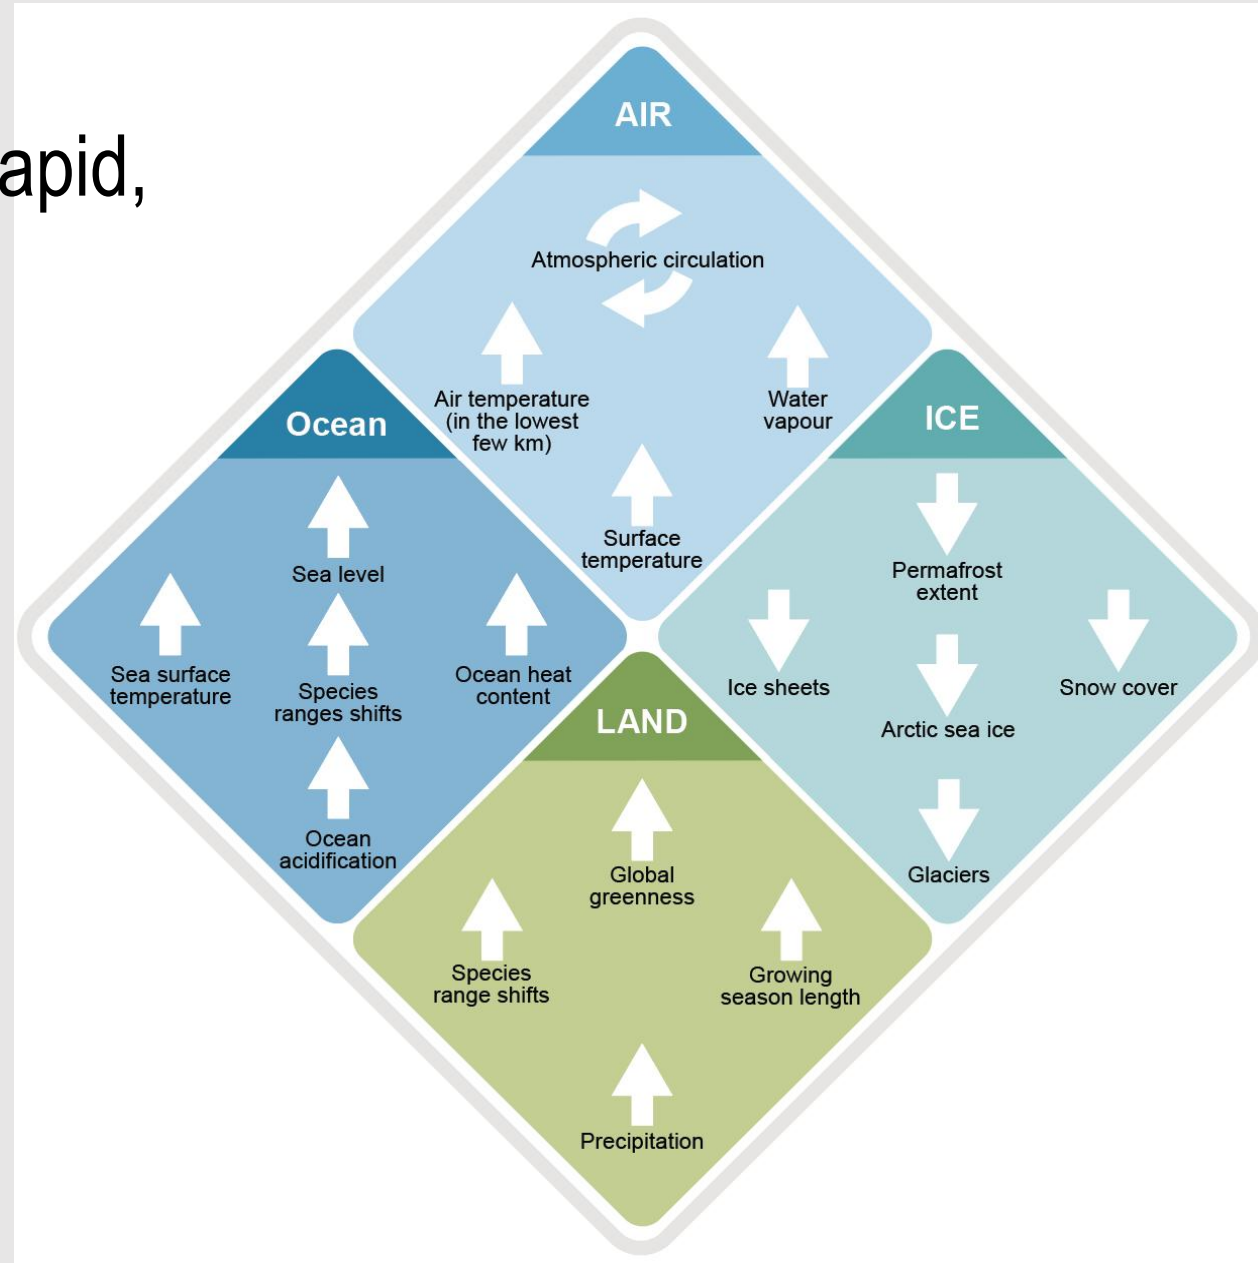 apid,
AIR
Atmospheric circulation
Air temperature
(in the lowest
few km)
Water
vapour
Surface
temperature
Ocean
Sea level
Sea surface
temperature
Species
ranges shifts
Ocean heat
content
Ocean
acidification
ICE
Permafrost
extent
Ice sheets
Snow cover
Arctic sea ice
Glaciers
LAND
Global
greenness
Species
range shifts
Growing
season length
Precipitation